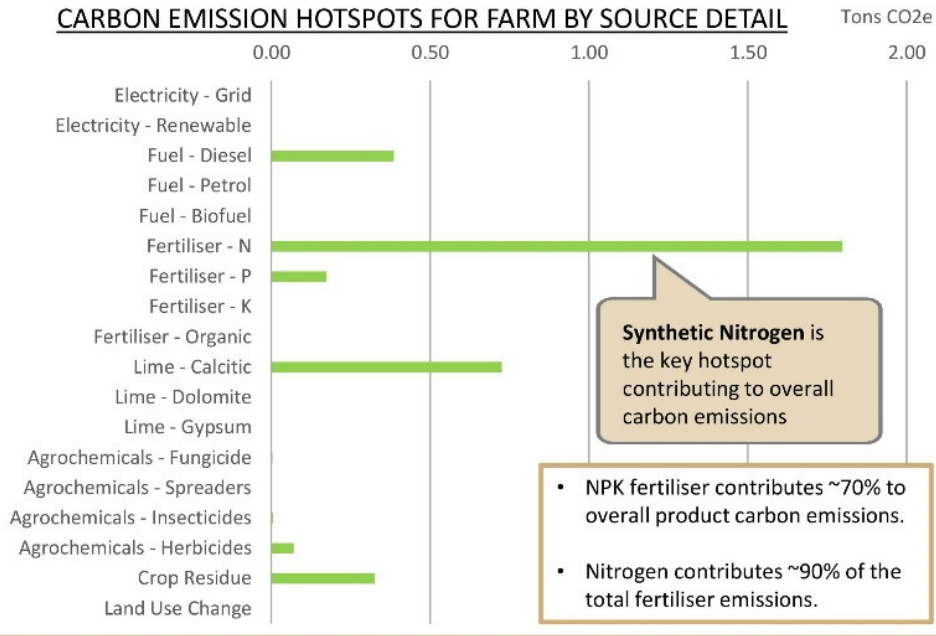 CARBON EMISSION HOTSPOTS FOR FARM BY SOURCE DETAIL
Tons CO2e
0.00 0.50 1.00 1.50 2.00
Electricity - Grid
Electricity - Renewable
Fuel - Diesel
Fuel - Petrol
Fuel - Biofuel
Fertiliser - N
Fertiliser - P
Fertiliser - K
Fertiliser - Organic
Lime - Calcitic
Lime - Dolomite
Lime - Gypsum
Agrochemicals - Fungicide
Agrochemicals - Spreaders
Agrochemicals - Insecticides
Agrochemicals - Herbicides
Crop Residue
Land Use Change
Synthetic Nitrogen is
the key hotspot
contributing to overall
carbon emissions
• NPK fertiliser contributes ~70% to
overall product carbon emissions.
• Nitrogen contributes ~90% of the
total fertiliser emissions.